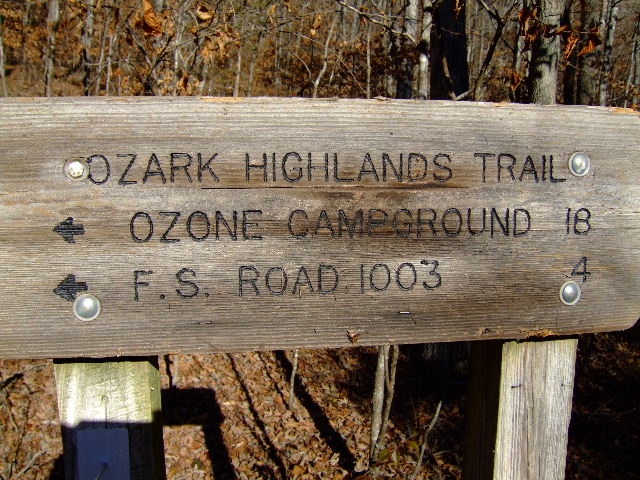 OZARK HIGHLANDS TRAIL
OZONE CAMPGROUND 18
F.S. ROAD 1003 4